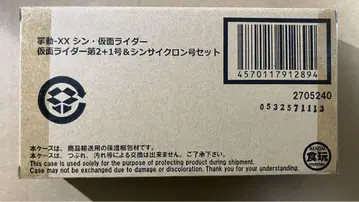 掌動-XX シン・仮面ライダー
仮面ライダー第2+1号&シンサイクロン号セット
4570117912894
2705240
0532571113
本ケースは、商品輸送用の保護梱包材です。
本ケースは、つぶれ、汚れ等による交換は出来ません。ご了承ください。
This case is used solely for the purpose of protecting product during shipment.
Case may not be exchanged due to damage or discoloration. Thank you for your understanding.
食玩